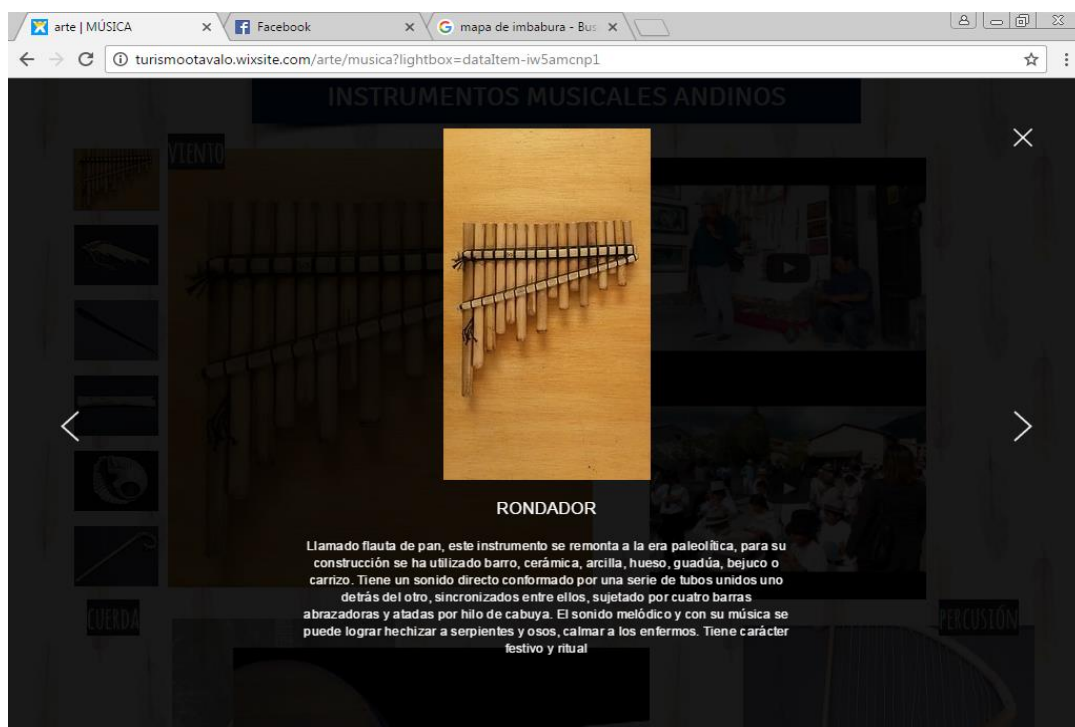 arte | MÚSICA
Facebook
mapa de imbabura - Bus
turismootavalo.wixsite.com/arte/musica?lightbox=dataItem-iw5amcnp1
INSTRUMENTOS MUSICALES ANDINOS
VIENTO
RONDADOR
Llamado flauta de pan, este instrumento se remonta a la era paleolítica, para su
construcción se ha utilizado barro, cerámica, arcilla, hueso, guadúa, bejuco o
carrizo. Tiene un sonido directo conformado por una serie de tubos unidos uno
detrás del otro, sincronizados entre ellos, sujetado por cuatro barras
abrazadoras y atadas por hilo de cabuya. El sonido melódico y con su música se
puede lograr hechizar a serpientes y osos, calmar a los enfermos. Tiene carácter
festivo y ritual
CUERDA
PERCUSIÓN